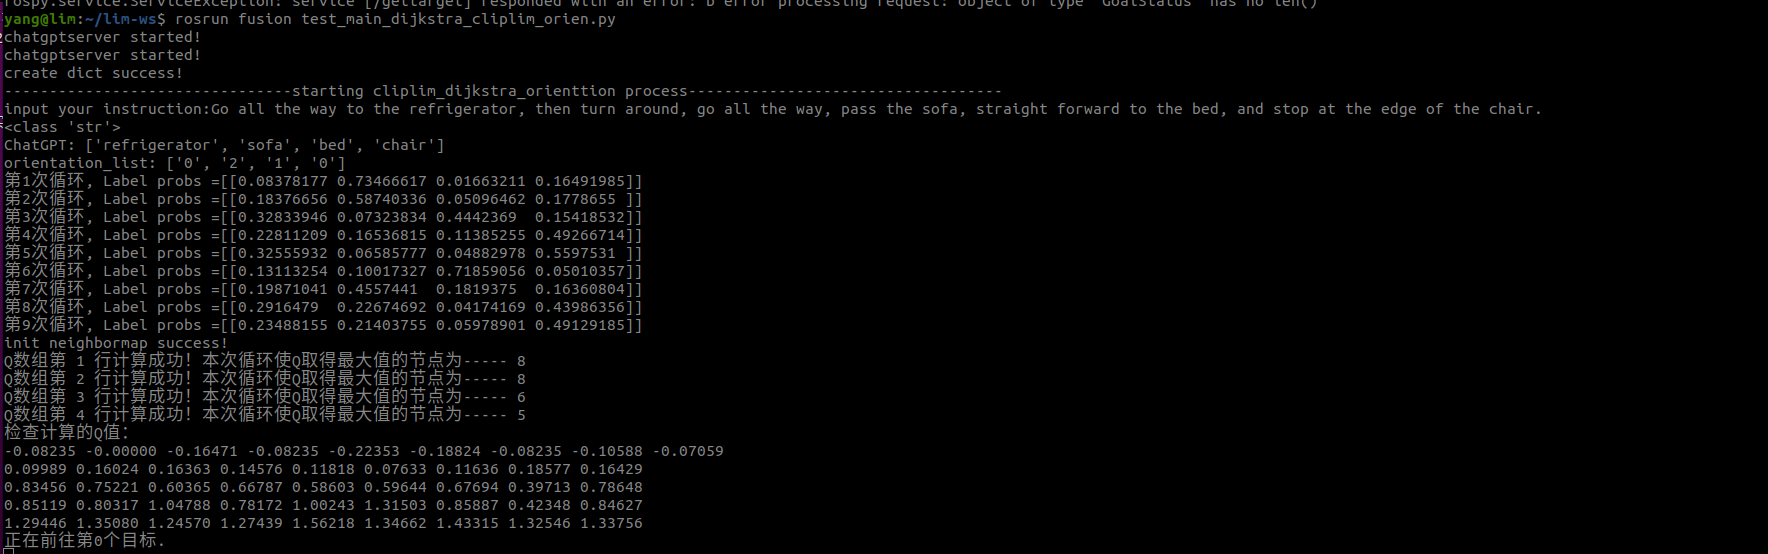 rospy.service.ServiceException: service [/gettarget] responded with an error: b'error processing request: object of type 'GoalStatus' has no len()'
yang@lim:~/lim-ws$ rosrun fusion test_main_dijkstra_cliplim_orien.py
chatgptserver started!
chatgptserver started!
create dict success!
--------------------------------starting cliplim_dijkstra_orienttion process-----------------------------------
input your instruction:Go all the way to the refrigerator, then turn around, go all the way, pass the sofa, straight forward to the bed, and stop at the edge of the chair.
<class 'str'>
ChatGPT: ['refrigerator', 'sofa', 'bed', 'chair']
orientation_list: ['0', '2', '1', '0']
第1次循环, Label probs =[[0.08378177 0.73466617 0.01663211 0.16491985]]
第2次循环, Label probs =[[0.18376656 0.58740336 0.05096462 0.1778655 ]]
第3次循环, Label probs =[[0.32833946 0.07323834 0.4442369  0.15418532]]
第4次循环, Label probs =[[0.22811209 0.16536815 0.11385255 0.49266714]]
第5次循环, Label probs =[[0.32555932 0.06585777 0.04882978 0.5597531 ]]
第6次循环, Label probs =[[0.13113254 0.10017327 0.71859056 0.05010357]]
第7次循环, Label probs =[[0.19871041 0.4557441  0.1819375  0.16360804]]
第8次循环, Label probs =[[0.2916479  0.22674692 0.04174169 0.43986356]]
第9次循环, Label probs =[[0.23488155 0.21403755 0.05978901 0.49129185]]
init neighbormap success!
Q数组第 1 行计算成功！本次循环使Q取得最大值的节点为----- 8
Q数组第 2 行计算成功！本次循环使Q取得最大值的节点为----- 8
Q数组第 3 行计算成功！本次循环使Q取得最大值的节点为----- 6
Q数组第 4 行计算成功！本次循环使Q取得最大值的节点为----- 5
检查计算的Q值：
-0.08235 -0.00000 -0.16471 -0.08235 -0.22353 -0.18824 -0.08235 -0.10588 -0.07059
0.09989 0.16024 0.16363 0.14576 0.11818 0.07633 0.11636 0.18577 0.16429
0.83456 0.75221 0.60365 0.66787 0.58603 0.59644 0.67694 0.39713 0.78648
0.85119 0.80317 1.04788 0.78172 1.00243 1.31503 0.85887 0.42348 0.84627
1.29446 1.35080 1.24570 1.27439 1.56218 1.34662 1.43315 1.32546 1.33756
正在前往第0个目标.